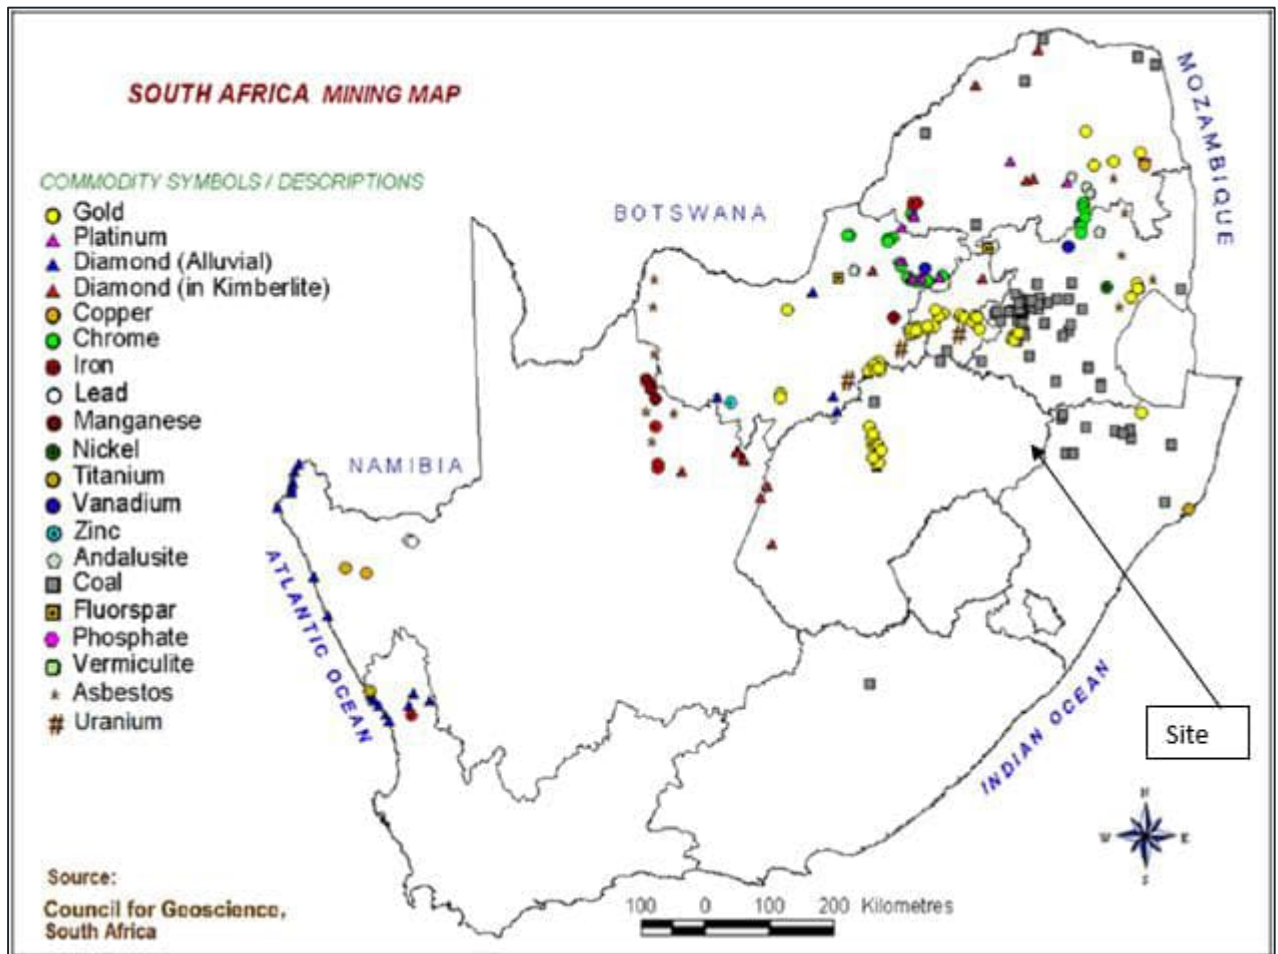 SOUTH AFRICA MINING MAP
COMMODITY SYMBOLS / DESCRIPTIONS
Gold
Platinum
Diamond (Alluvial)
Diamond (in Kimberlite)
Copper
Chrome
Iron
Lead
Manganese
Nickel
Titanium
Vanadium
Zinc
Andalusite
Coal
Fluorspar
Phosphate
Vermiculite
Asbestos
# Uranium
BOTSWANA
MOZAMBIQUE
NAMIBIA
ATLANTIC OCEAN
INDIAN OCEAN
Site
N
W E
S
Source:
Council for Geoscience,
South Africa
100 0 100 200 Kilometres